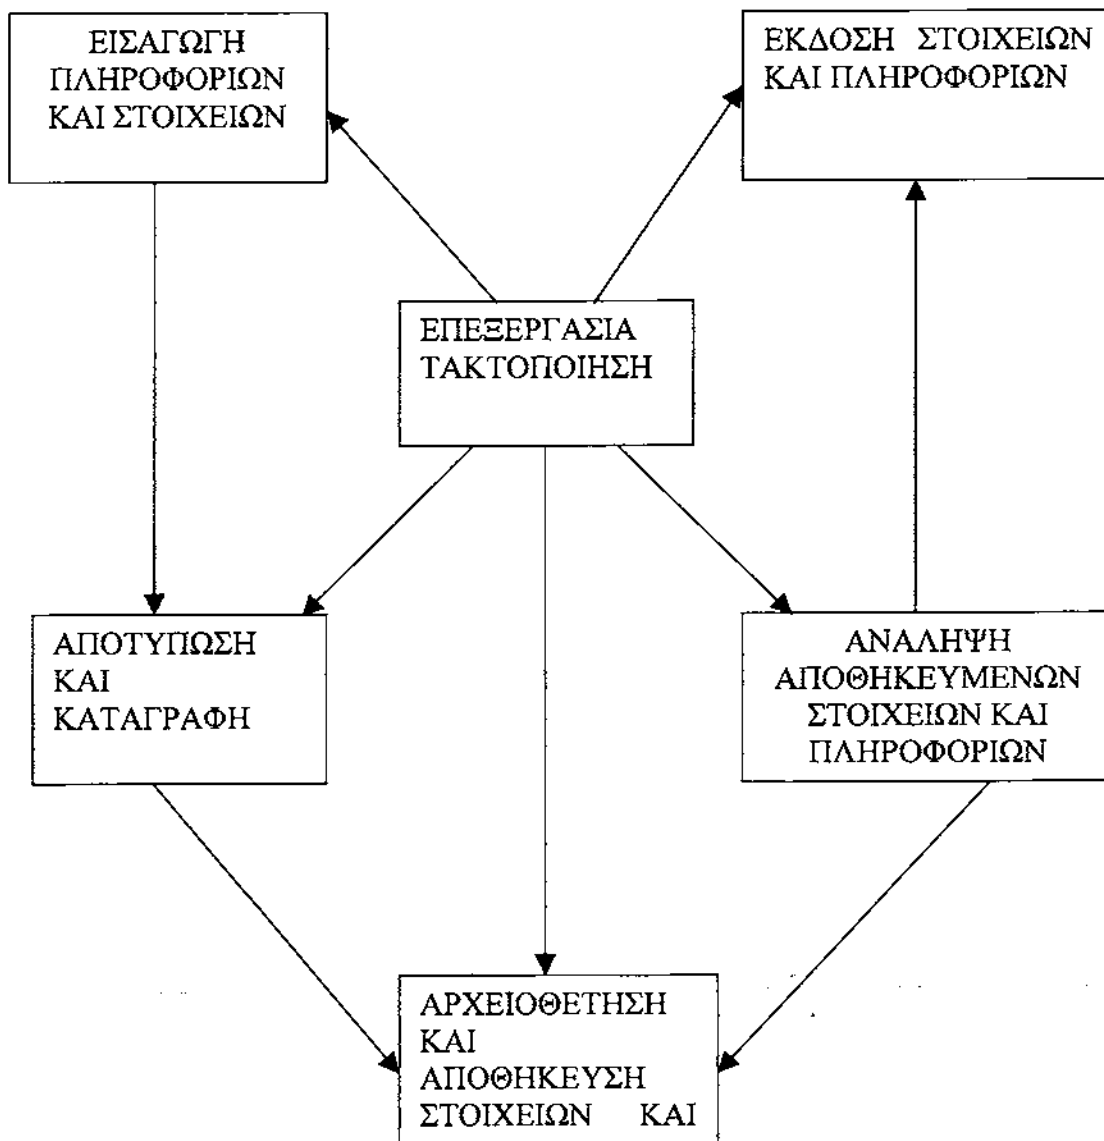 ΕΙΣΑΓΩΓΗ
ΠΛΗΡΟΦΟΡΙΩΝ
ΚΑΙ ΣΤΟΙΧΕΙΩΝ
ΕΚΔΟΣΗ ΣΤΟΙΧΕΙΩΝ
ΚΑΙ ΠΛΗΡΟΦΟΡΙΩΝ
ΕΠΕΞΕΡΓΑΣΙΑ
ΤΑΚΤΟΠΟΙΗΣΗ
ΑΠΟΤΥΠΩΣΗ
ΚΑΙ
ΚΑΤΑΓΡΑΦΗ
ΑΝΑΛΗΨΗ
ΑΠΟΘΗΚΕΥΜΕΝΩΝ
ΣΤΟΙΧΕΙΩΝ ΚΑΙ
ΠΛΗΡΟΦΟΡΙΩΝ
ΑΡΧΕΙΟΘΕΤΗΣΗ
ΚΑΙ
ΑΠΟΘΗΚΕΥΣΗ
ΣΤΟΙΧΕΙΩΝ ΚΑΙ